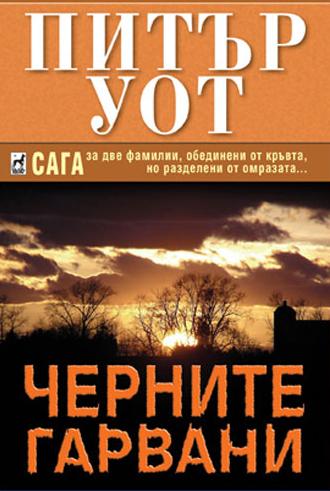 ПИТЪР
УОТ
САГА за две фамилии, обединени от кръвта,
но разделени от омразата...
ЧЕРНИТЕ
ГАРВАНИ